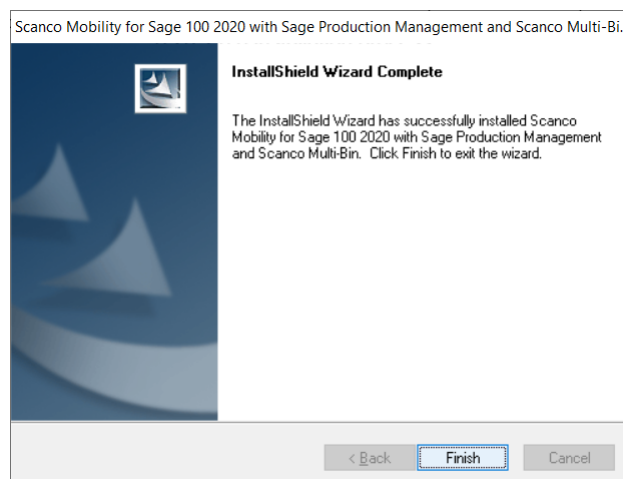 Scanco Mobility for Sage 100 2020 with Sage Production Management and Scanco Multi-Bi.
InstallShield Wizard Complete
The InstallShield Wizard has successfully installed Scanco
Mobility for Sage 100 2020 with Sage Production Management
and Scanco Multi-Bin. Click Finish to exit the wizard.
< Back Finish Cancel